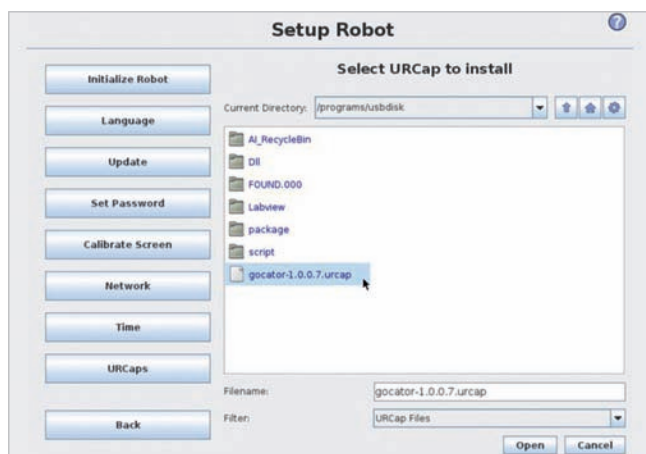 Setup Robot
?
Initialize Robot
Language
Update
Set Password
Calibrate Screen
Network
Time
URCaps
Back
Select URCap to install
Current Directory: /programs/usbdisk
AI_RecycleBin
Dll
FOUND.000
Labview
package
script
gocator-1.0.0.7.urcap
Filename: gocator-1.0.0.7.urcap
Filter: URCap Files
Open Cancel